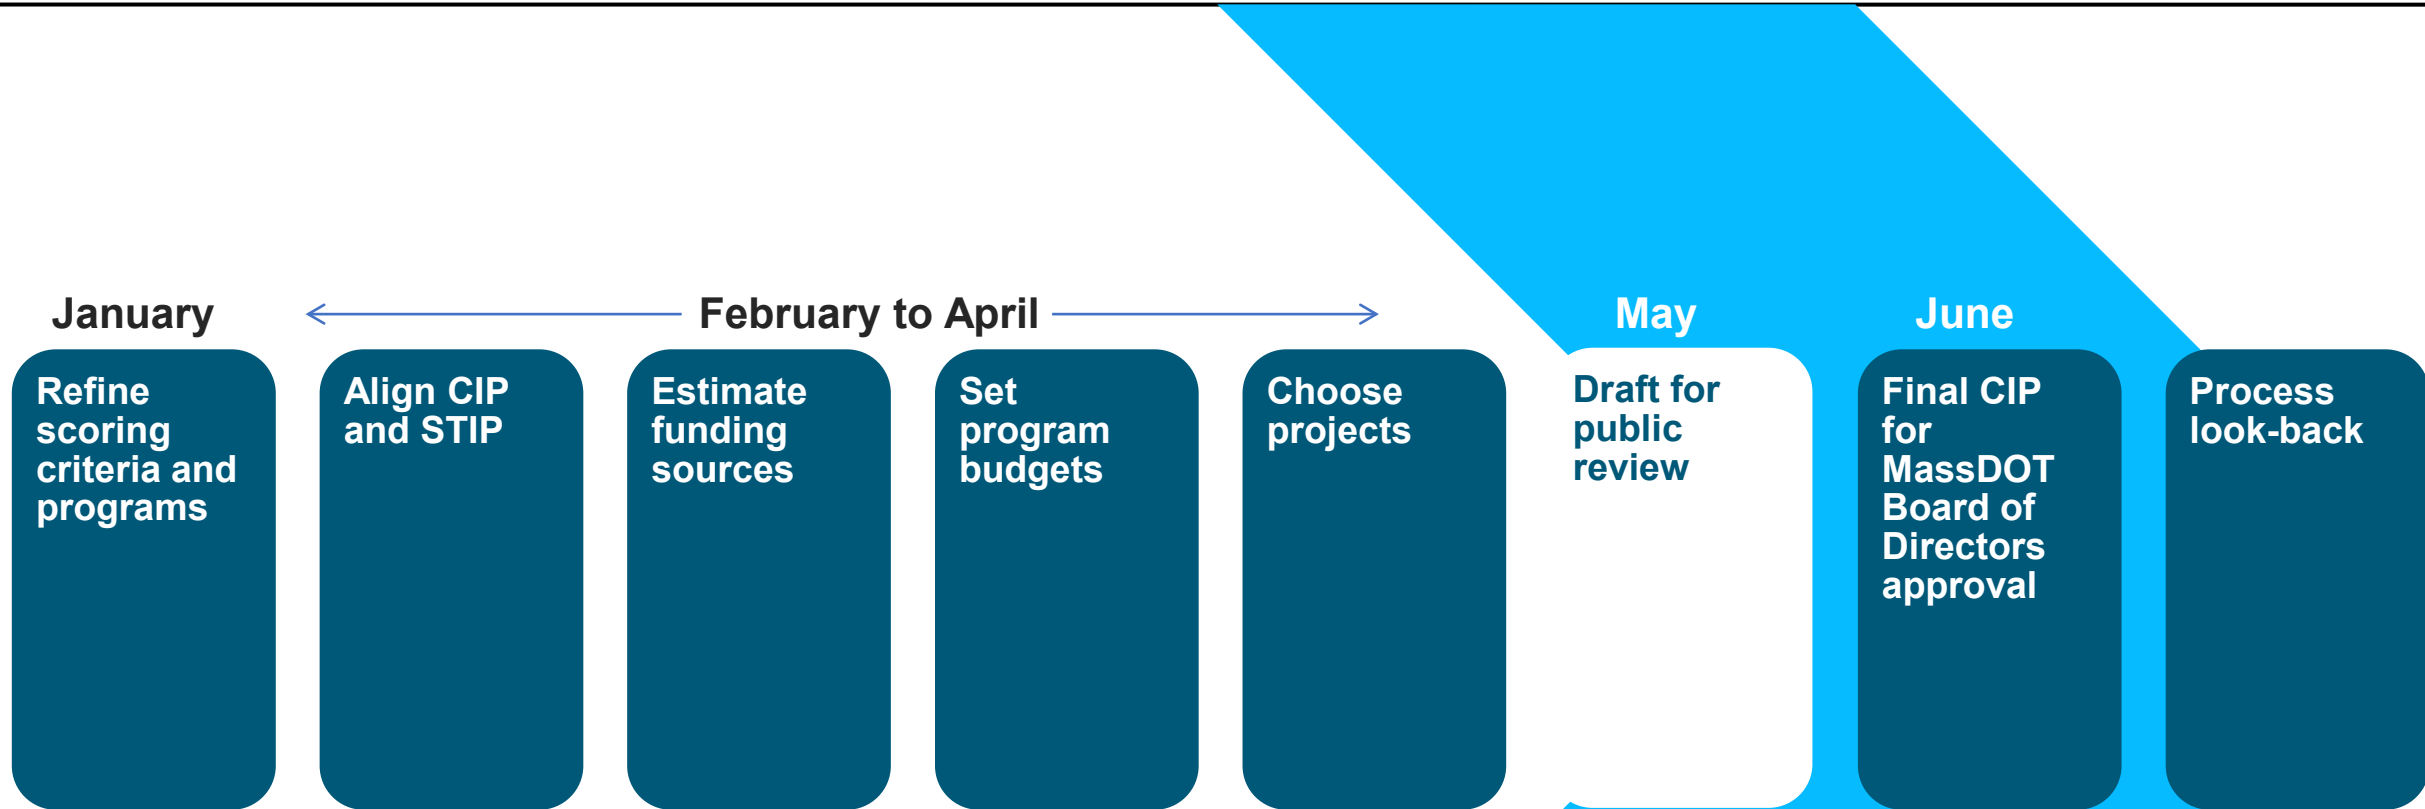 January
February to April
May
June
Refine
scoring
criteria and
programs
Align CIP
and STIP
Estimate
funding
sources
Set
program
budgets
Choose
projects
Draft for
public
review
Final CIP
for
MassDOT
Board of
Directors
approval
Process
look-back